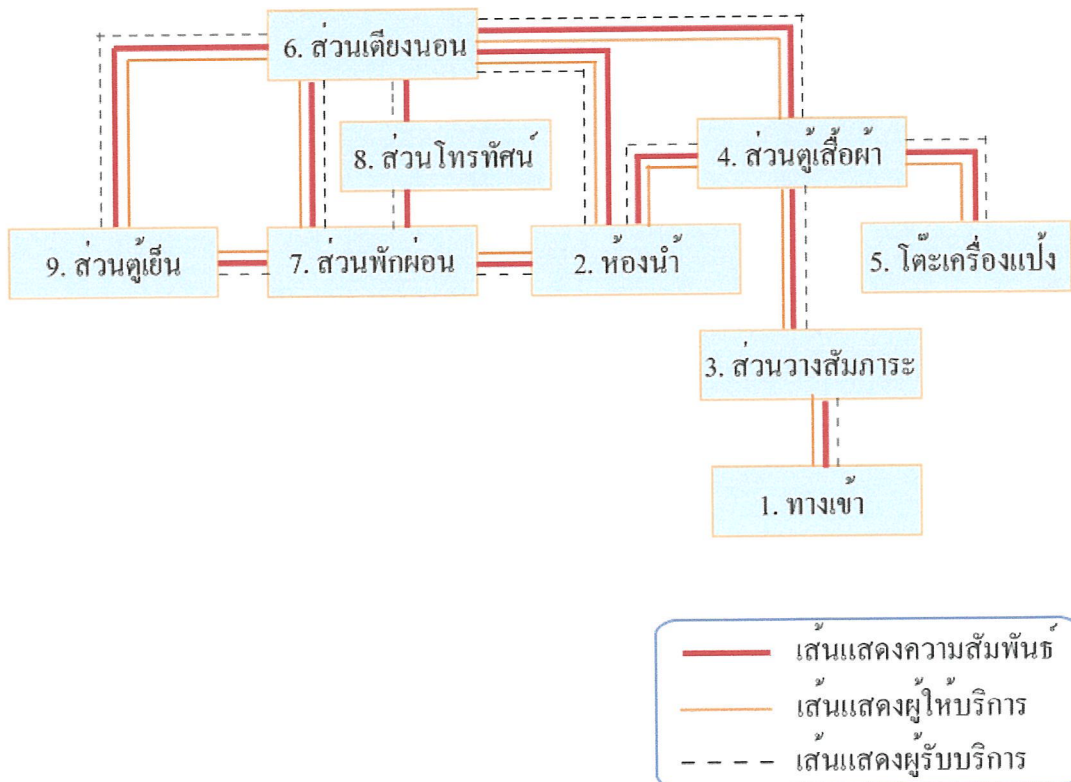 6. ส่วนเตียงนอน
8. ส่วนโทรทัศน์
4. ส่วนตู้เสื้อผ้า
9. ส่วนตู้เย็น
7. ส่วนพักผ่อน
2. ห้องน้ำ
5. โต๊ะเครื่องแป้ง
3. ส่วนวางสัมภาระ
1. ทางเข้า
เส้นแสดงความสัมพันธ์
เส้นแสดงผู้ให้บริการ
เส้นแสดงผู้รับบริการ